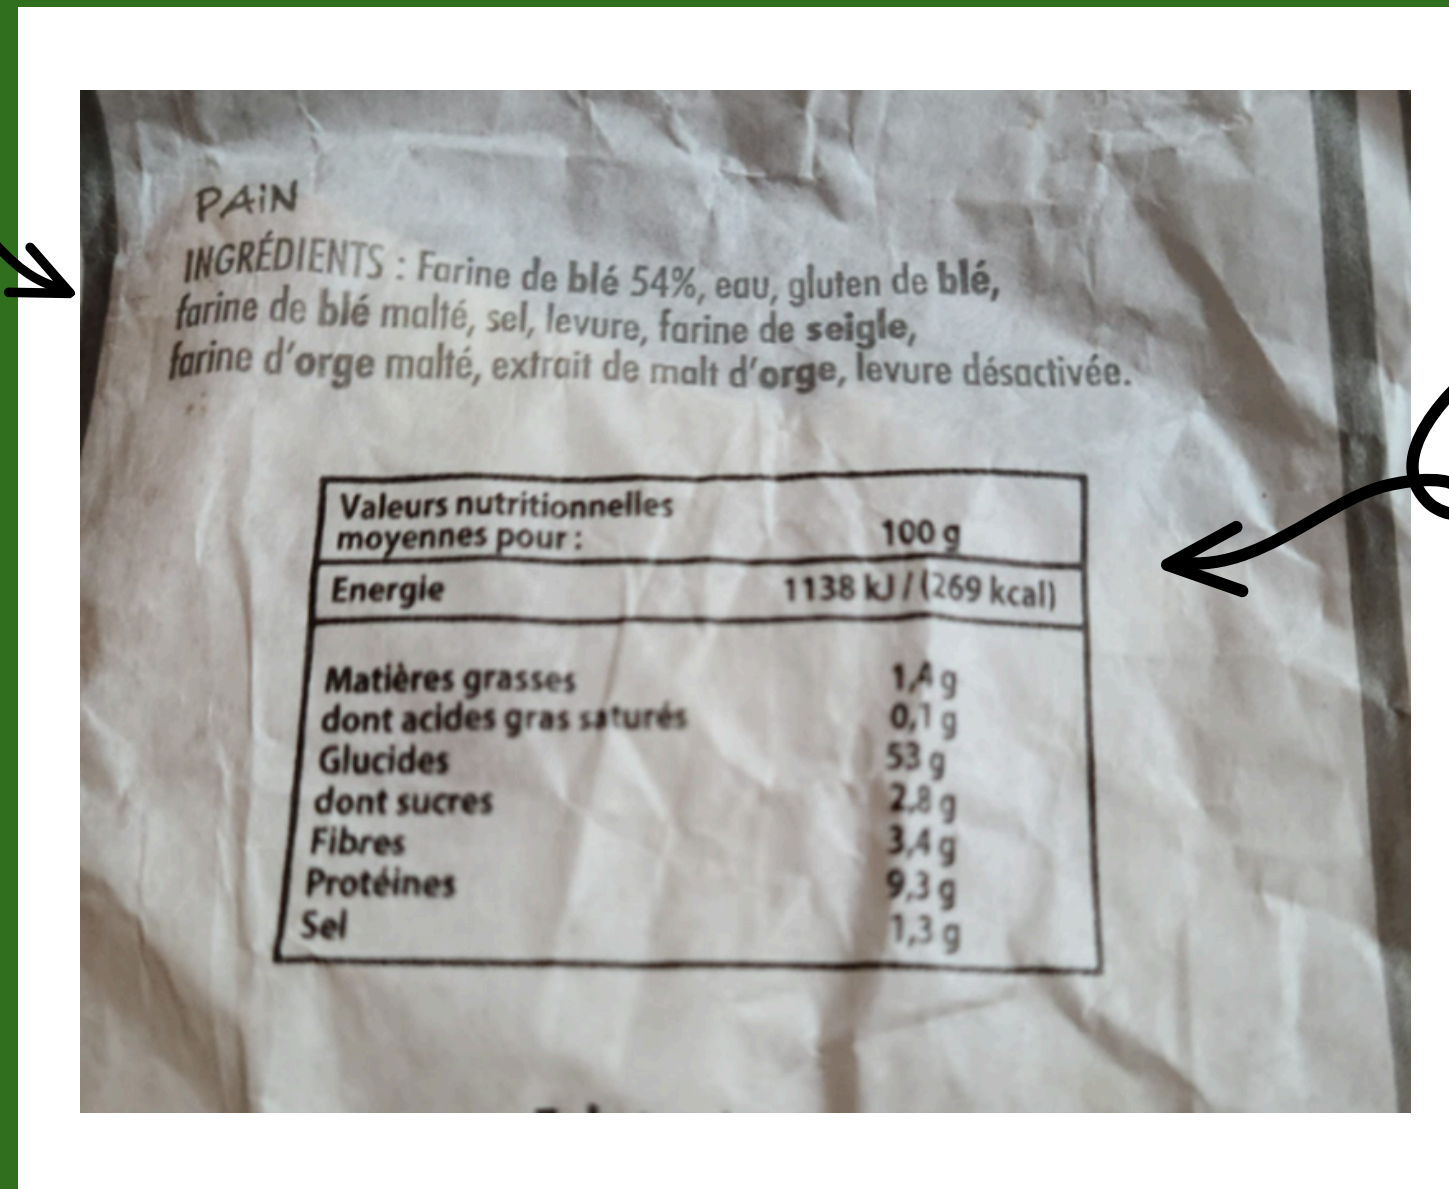 PAIN
INGRÉDIENTS : Farine de blé 54%, eau, gluten de blé,
farine de blé malté, sel, levure, farine de seigle,
farine d'orge malté, extrait de malt d'orge, levure désactivée.
Valeurs nutritionnelles
moyennes pour : 100 g
Energie 1138 kJ / (269 kcal)
Matières grasses 1,4 g
dont acides gras saturés 0,1 g
Glucides 53 g
dont sucres 2,8 g
Fibres 3,4 g
Protéines 9,3 g
Sel 1,3 g